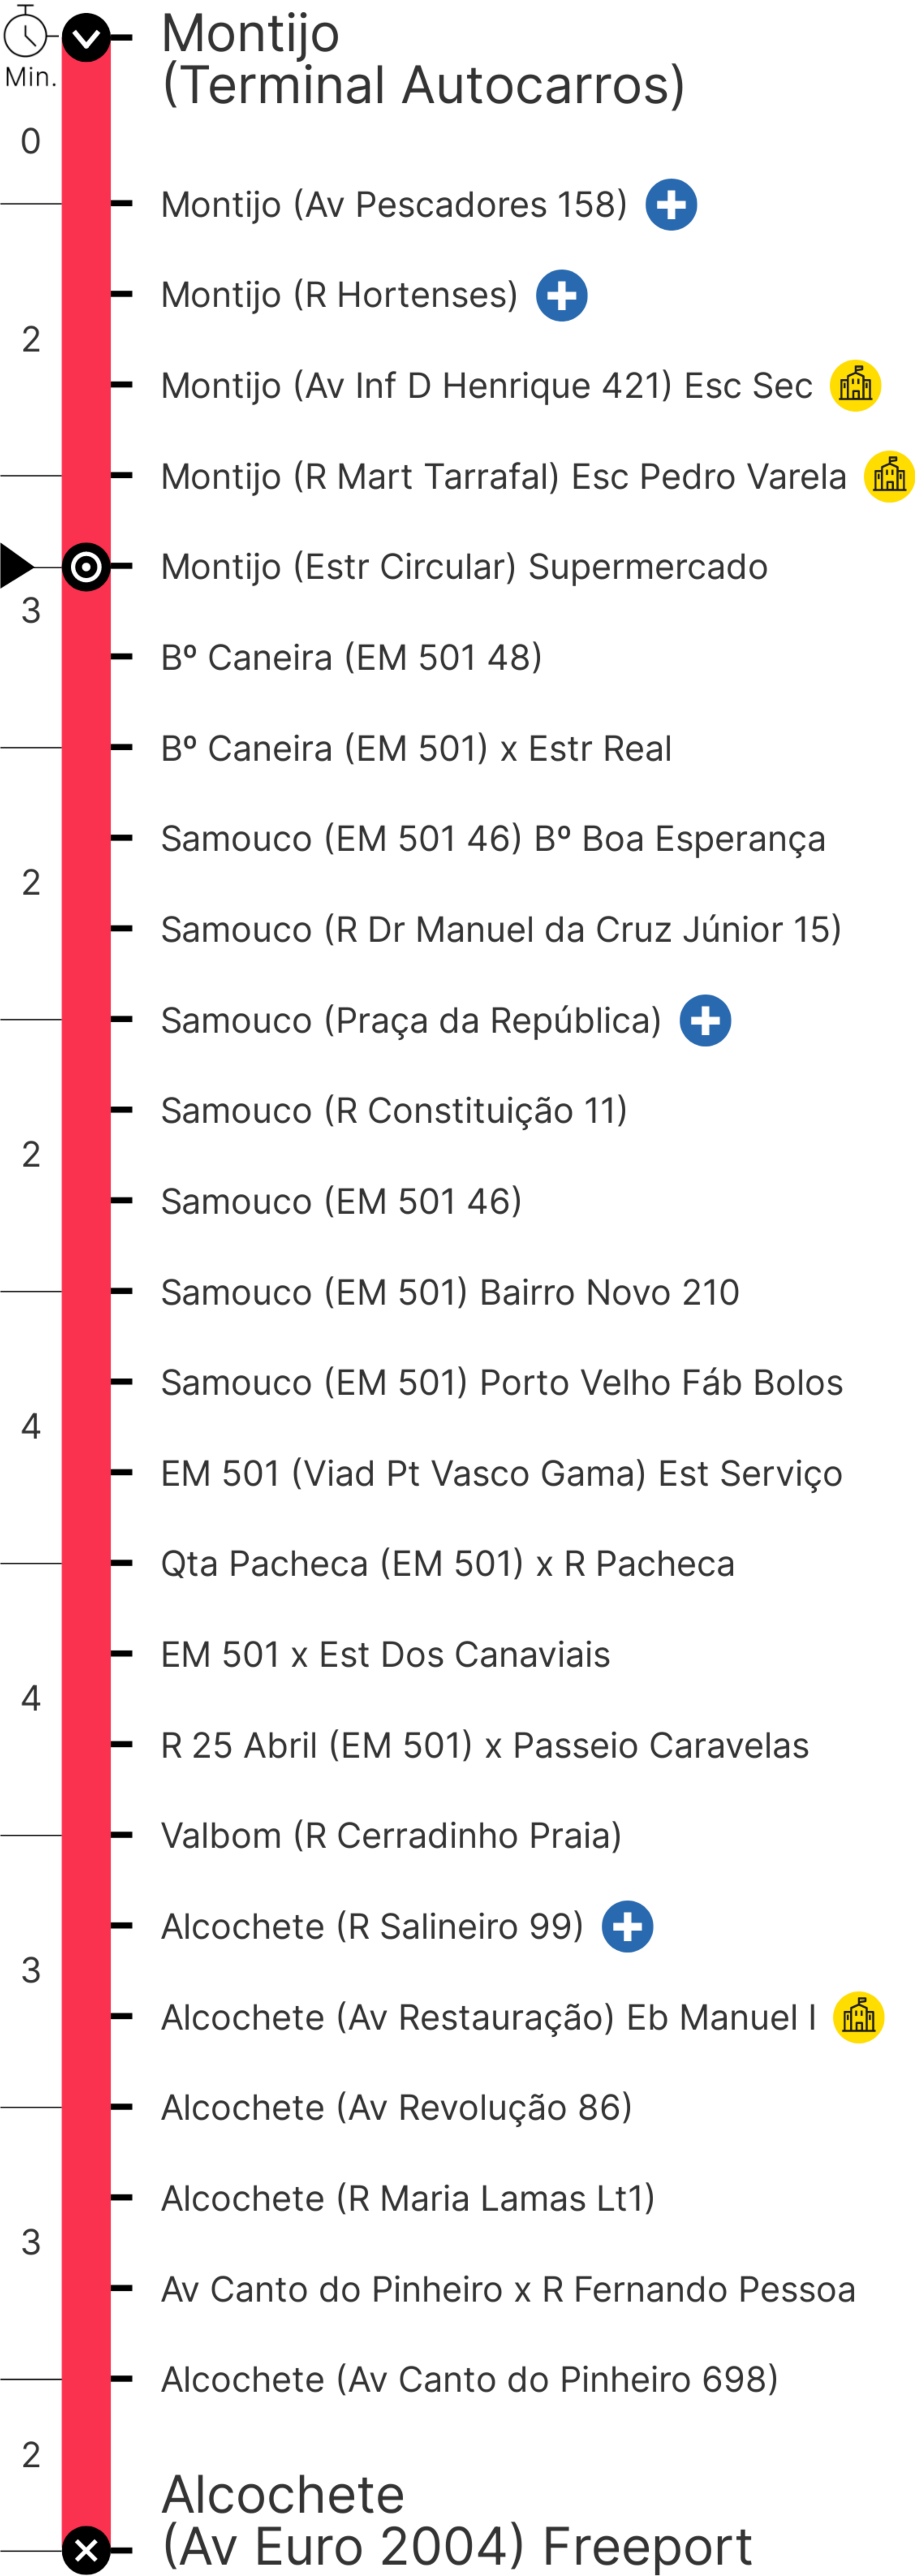 Min.
Montijo
(Terminal Autocarros)
0
Montijo (Av Pescadores 158)
Montijo (R Hortenses)
2
Montijo (Av Inf D Henrique 421) Esc Sec
Montijo (R Mart Tarrafal) Esc Pedro Varela
Montijo (Estr Circular) Supermercado
3
Bº Caneira (EM 501 48)
Bº Caneira (EM 501) x Estr Real
Samouco (EM 501 46) Bº Boa Esperança
2
Samouco (R Dr Manuel da Cruz Júnior 15)
Samouco (Praça da República)
Samouco (R Constituição 11)
2
Samouco (EM 501 46)
Samouco (EM 501) Bairro Novo 210
Samouco (EM 501) Porto Velho Fáb Bolos
4
EM 501 (Viad Pt Vasco Gama) Est Serviço
Qta Pacheca (EM 501) x R Pacheca
EM 501 x Est Dos Canaviais
4
R 25 Abril (EM 501) x Passeio Caravelas
Valbom (R Cerradinho Praia)
Alcochete (R Salineiro 99)
3
Alcochete (Av Restauração) Eb Manuel I
Alcochete (Av Revolução 86)
Alcochete (R Maria Lamas Lt1)
3
Av Canto do Pinheiro x R Fernando Pessoa
Alcochete (Av Canto do Pinheiro 698)
2
Alcochete
(Av Euro 2004) Freeport